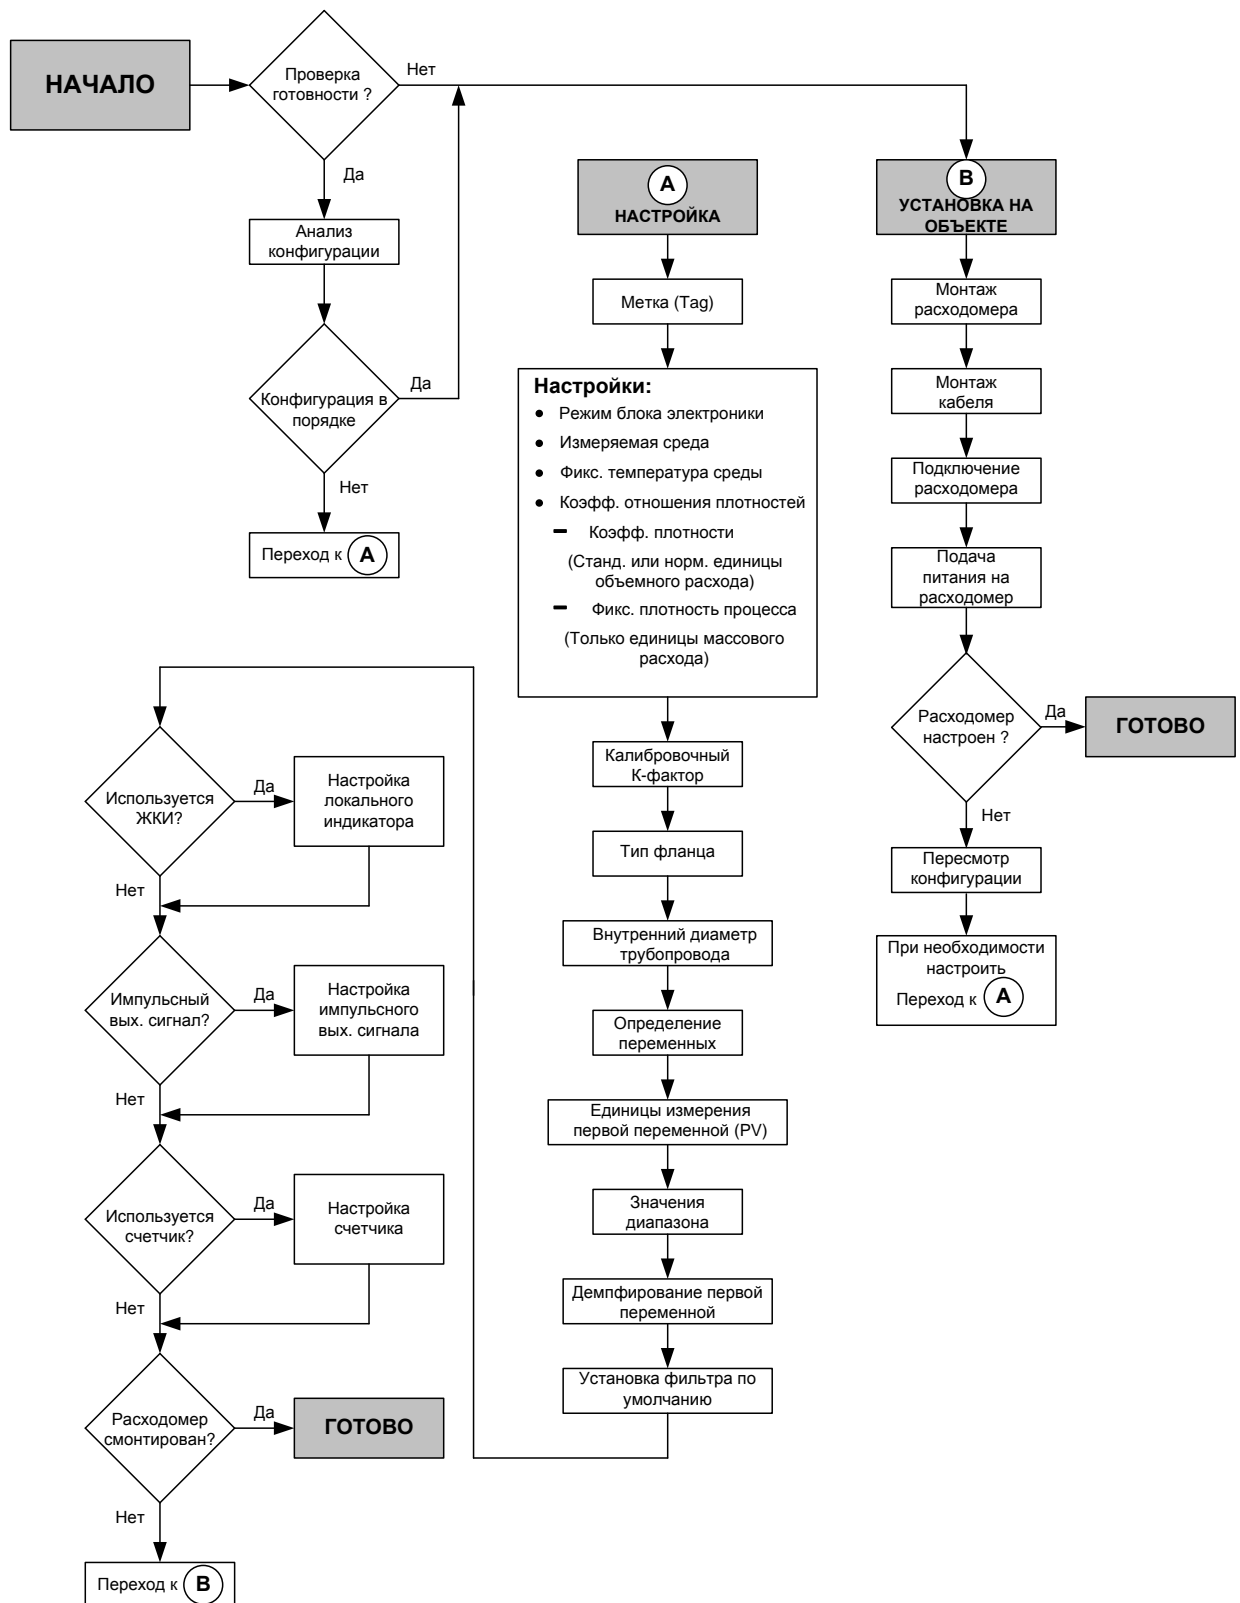 НАЧАЛО
Проверка
готовности ?
Нет
Да
Анализ
конфигурации
Конфигурация в
порядке
Да
Нет
Переход к A
A
НАСТРОЙКА
Метка (Tag)
Настройки:
● Режим блока электроники
● Измеряемая среда
● Фикс. температура среды
● Коэфф. отношения плотностей
– Коэфф. плотности
(Станд. или норм. единицы
объемного расхода)
– Фикс. плотность процесса
(Только единицы массового
расхода)
Калибровочный
К-фактор
Тип фланца
Внутренний диаметр
трубопровода
Определение
переменных
Единицы измерения
первой переменной (PV)
Значения
диапазона
Демпфирование первой
переменной
Установка фильтра по
умолчанию
B
УСТАНОВКА НА
ОБЪЕКТЕ
Монтаж
расходомера
Монтаж
кабеля
Подключение
расходомера
Подача
питания на
расходомер
Расходомер
настроен ?
Да
ГОТОВО
Нет
Пересмотр
конфигурации
При необходимости
настроить
Переход к A
Используется
ЖКИ?
Да
Настройка
локального
индикатора
Нет
Импульсный
вых. сигнал?
Да
Настройка
импульсного
вых. сигнала
Нет
Используется
счетчик?
Да
Настройка
счетчика
Нет
Расходомер
смонтирован?
Да
ГОТОВО
Нет
Переход к B